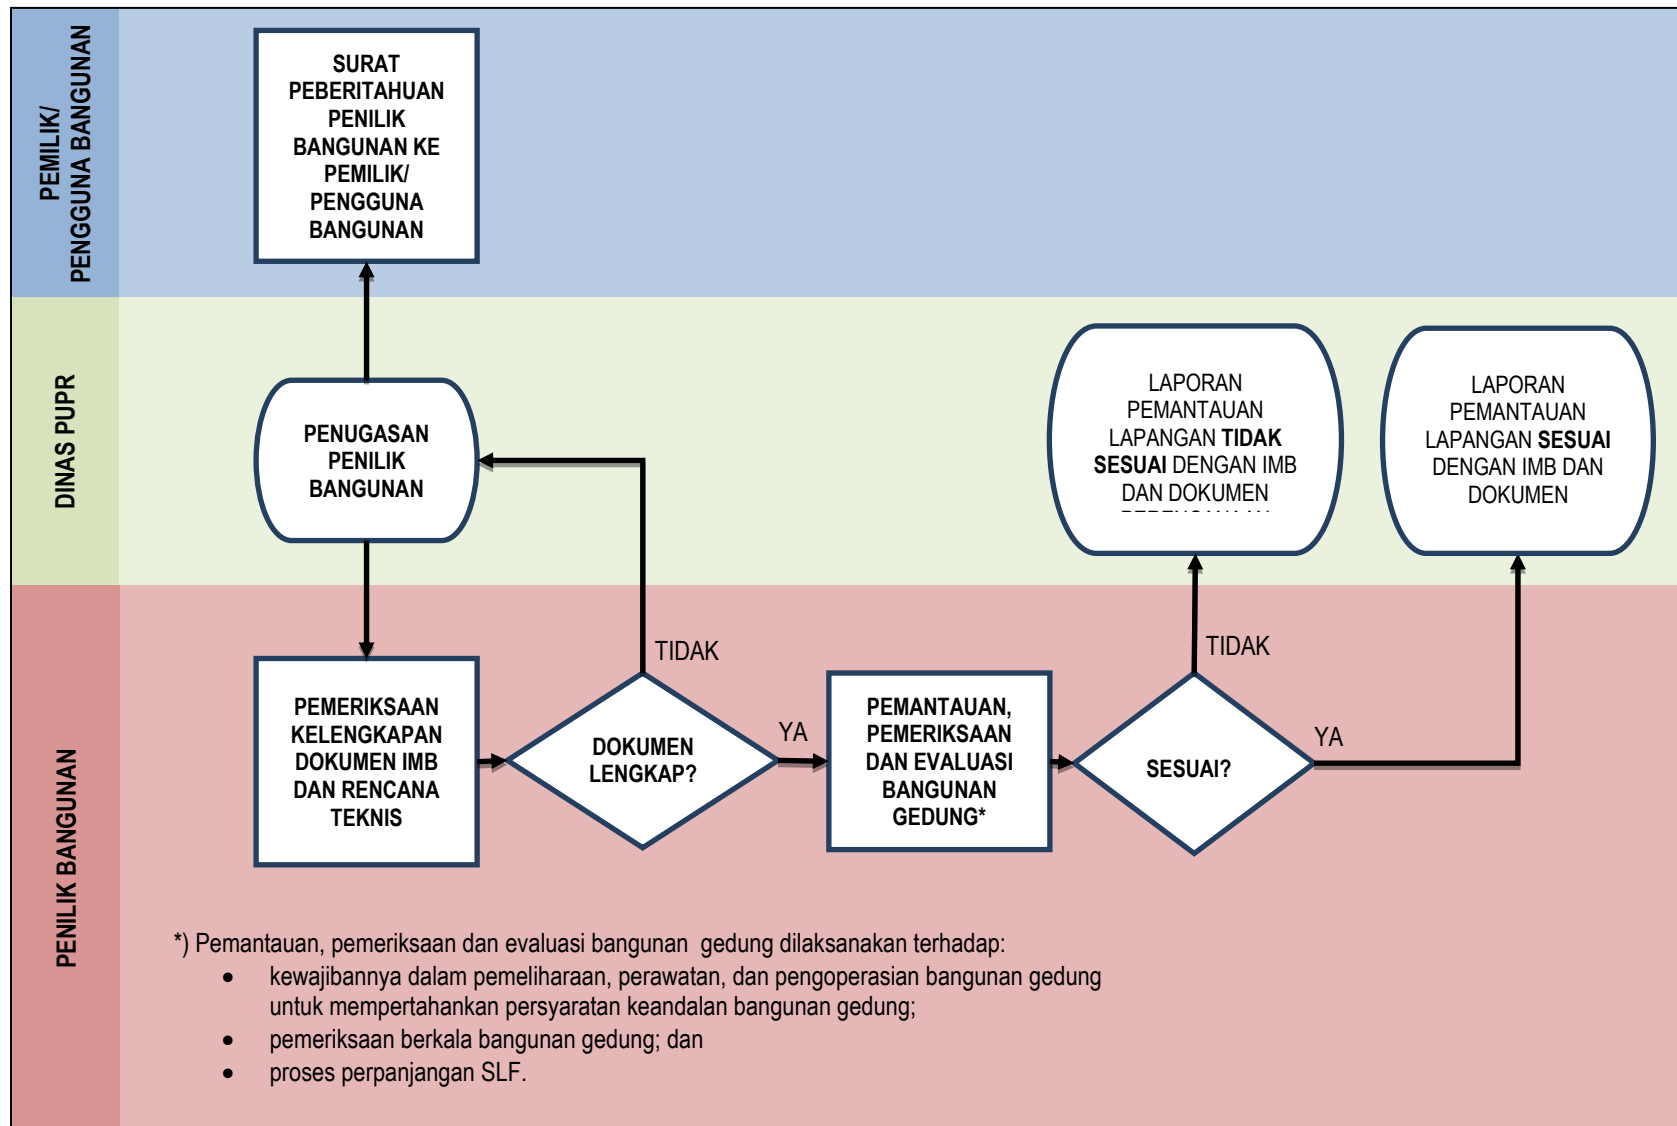 PEMILIK/
PENGGUNA BANGUNAN
SURAT
PEBERITAHUAN
PENILIK
BANGUNAN KE
PEMILIK/
PENGGUNA
BANGUNAN
DINAS PUPR
PENUGASAN
PENILIK
BANGUNAN
LAPORAN
PEMANTAUAN
LAPANGAN TIDAK
SESUAI DENGAN IMB
DAN DOKUMEN
LAPORAN
PEMANTAUAN
LAPANGAN SESUAI
DENGAN IMB DAN
DOKUMEN
PENILIK BANGUNAN
PEMERIKSAAN
KELENGKAPAN
DOKUMEN IMB
DAN RENCANA
TEKNIS
DOKUMEN
LENGKAP?
TIDAK
YA
PEMANTAUAN,
PEMERIKSAAN
DAN EVALUASI
BANGUNAN
GEDUNG*
SESUAI?
TIDAK
YA
*) Pemantauan, pemeriksaan dan evaluasi bangunan gedung dilaksanakan terhadap:
• kewajibannya dalam pemeliharaan, perawatan, dan pengoperasian bangunan gedung
untuk mempertahankan persyaratan keandalan bangunan gedung;
• pemeriksaan berkala bangunan gedung; dan
• proses perpanjangan SLF.